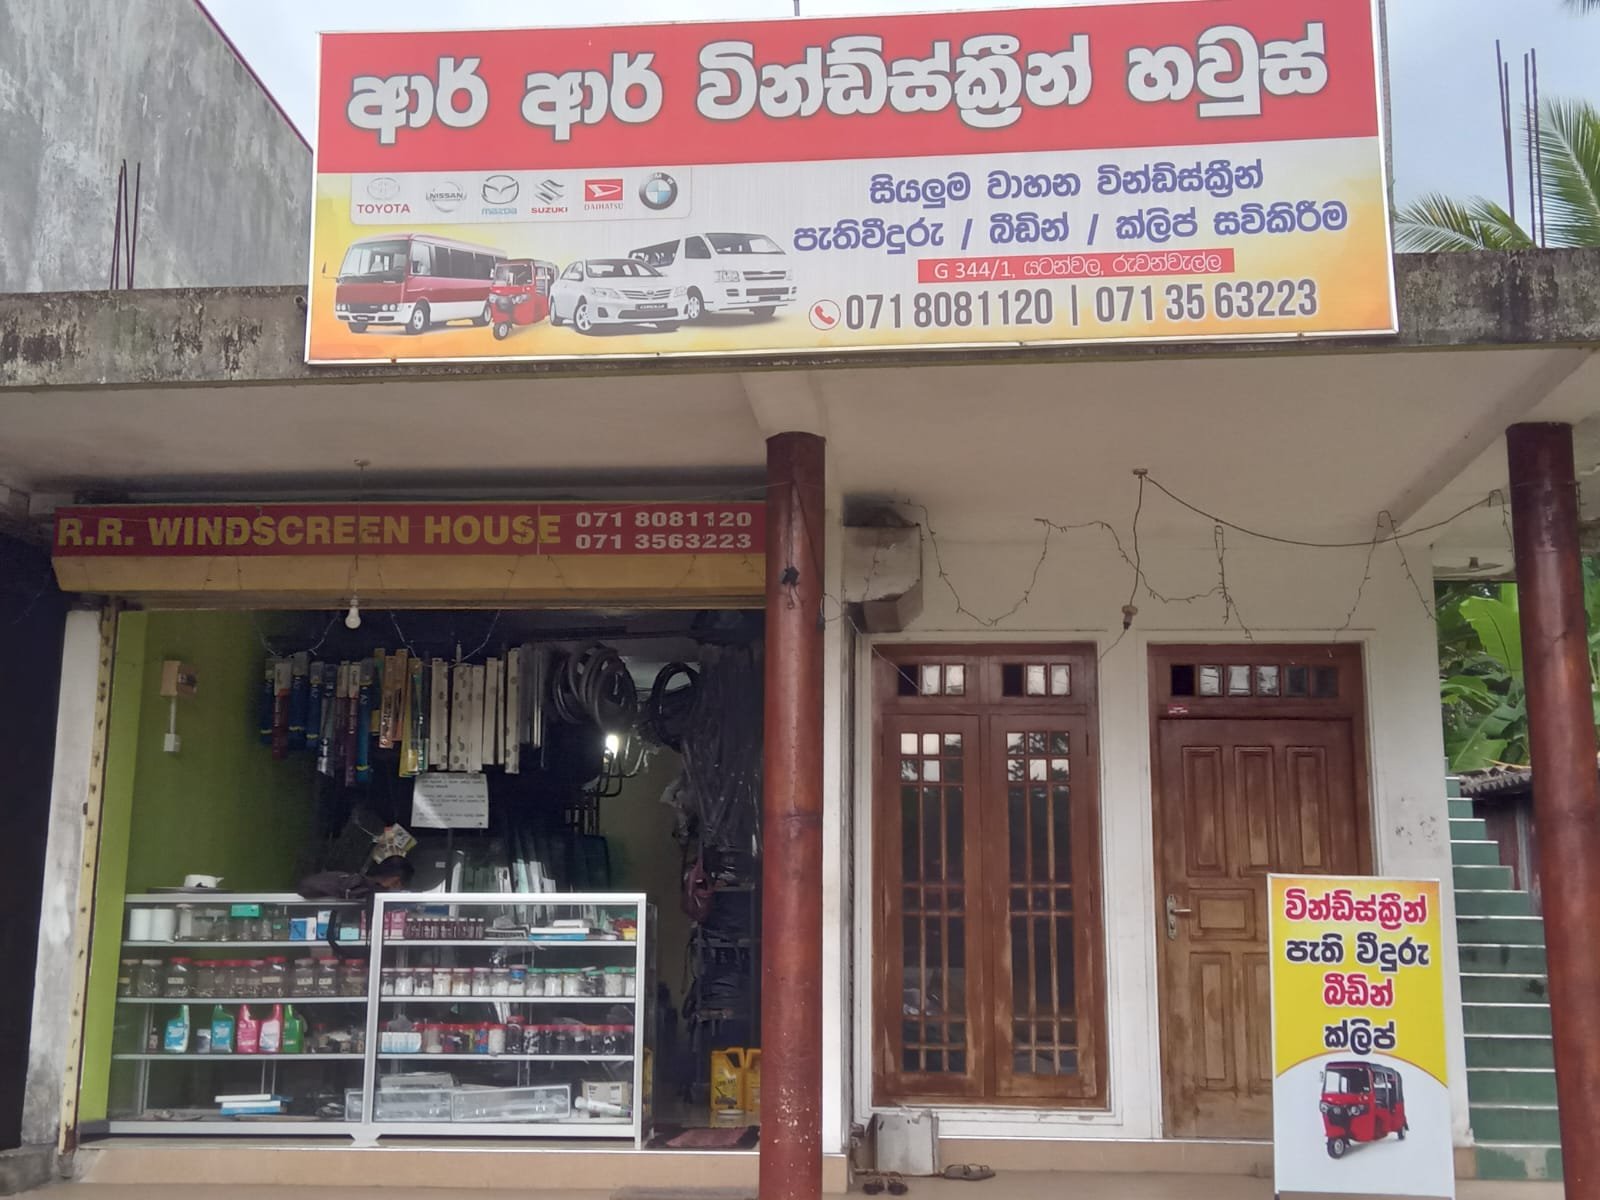 ආර් ආර් වින්ඩ්ස්ක්‍රීන් හවුස්
සියලුම වාහන වින්ඩ්ස්ක්‍රීන්
පැතිවීදුරු / බීඩින් / ක්ලිප් සවිකිරීම
G 344/1, යටන්වල, රුවන්වැල්ල
071 8081120 | 071 35 63223
TOYOTA
NISSAN
mazda
SUZUKI
DAIHATSU
R.R. WINDSCREEN HOUSE
071 8081120
071 3563223
වින්ඩ්ස්ක්‍රීන්
පැති වීදුරු
බීඩින්
ක්ලිප්